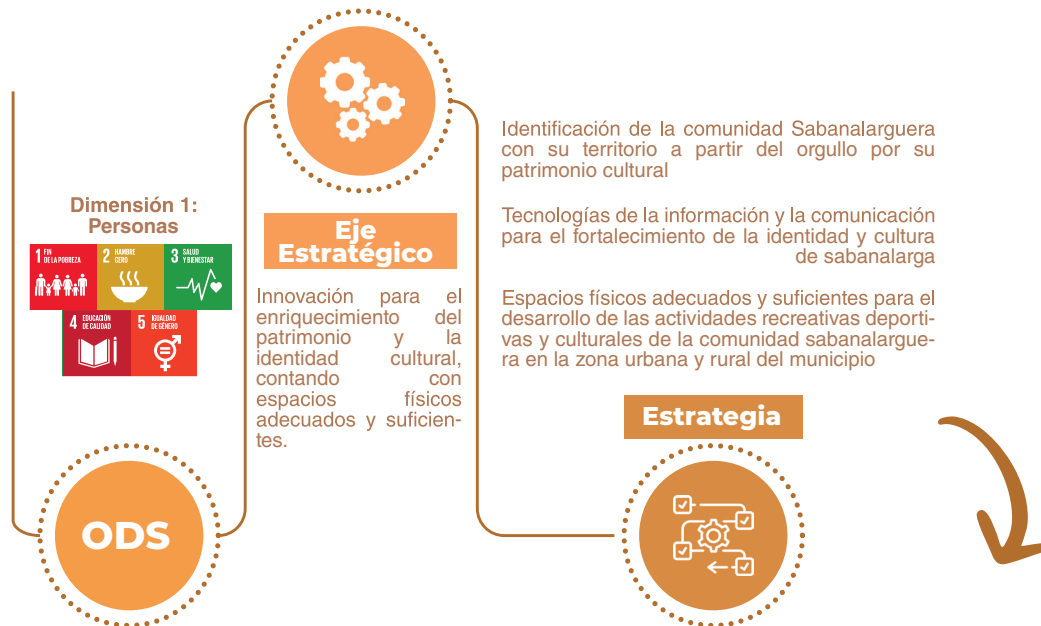 Dimensión 1:
Personas
1 FIN
DE LA POBREZA
2 HAMBRE
CERO
3 SALUD
Y BIENESTAR
4 EDUCACIÓN
DE CALIDAD
5 IGUALDAD
DE GÉNERO
ODS
Eje
Estratégico
Innovación para el
enriquecimiento del
patrimonio y la
identidad cultural,
contando con
espacios físicos
adecuados y suficien-
tes.
Identificación de la comunidad Sabanalarguera
con su territorio a partir del orgullo por su
patrimonio cultural
Tecnologías de la información y la comunicación
para el fortalecimiento de la identidad y cultura
de sabanalarga
Espacios físicos adecuados y suficientes para el
desarrollo de las actividades recreativas deporti-
vas y culturales de la comunidad sabanalargue-
ra en la zona urbana y rural del municipio
Estrategia